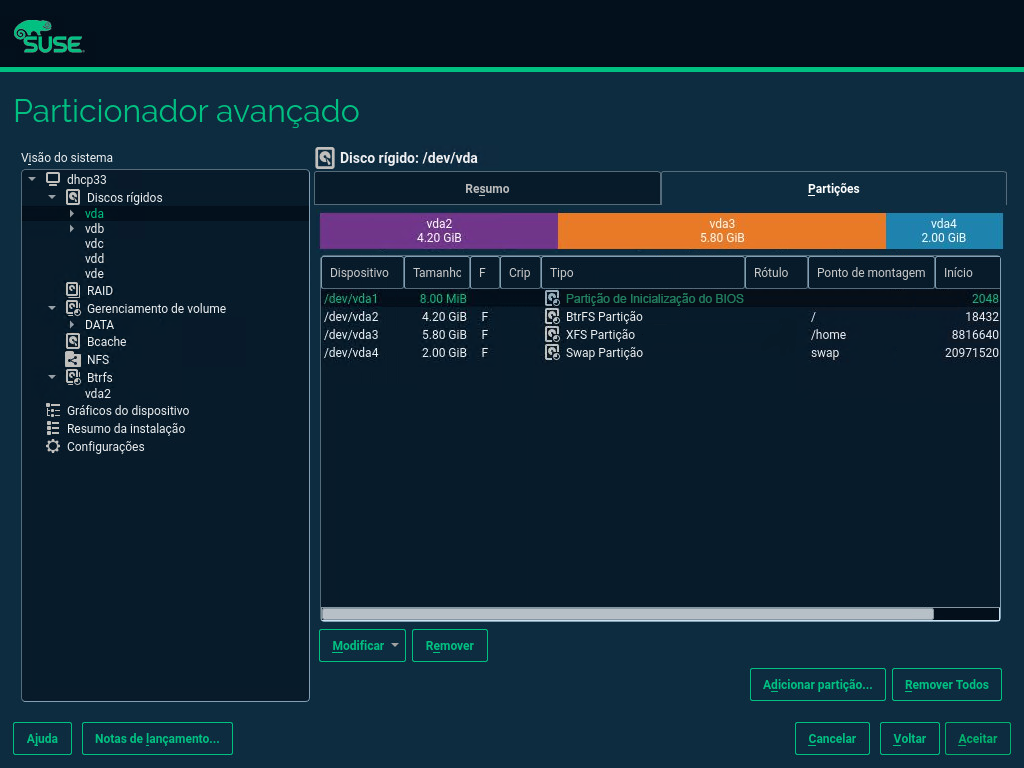 SUSE
Particionador avançado
Visão do sistema
dhcp33
Discos rígidos
vda
vdb
vdc
vdd
vde
RAID
Gerenciamento de volume
DATA
Bcache
NFS
Btrfs
vda2
Gráficos do dispositivo
Resumo da instalação
Configurações
Disco rígido: /dev/vda
Resumo Partições
vda2 vda3 vda4
4.20 GiB 5.80 GiB 2.00 GiB
Dispositivo Tamanho F Crip Tipo Rótulo Ponto de montagem Início
/dev/vda1 8.00 MiB Partição de Inicialização do BIOS 2048
/dev/vda2 4.20 GiB F BtrFS Partição / 18432
/dev/vda3 5.80 GiB F XFS Partição /home 8816640
/dev/vda4 2.00 GiB F Swap Partição swap 20971520
Modificar Remover
Adicionar partição... Remover Todos
Ajuda Notas de lançamento... Cancelar Voltar Aceitar